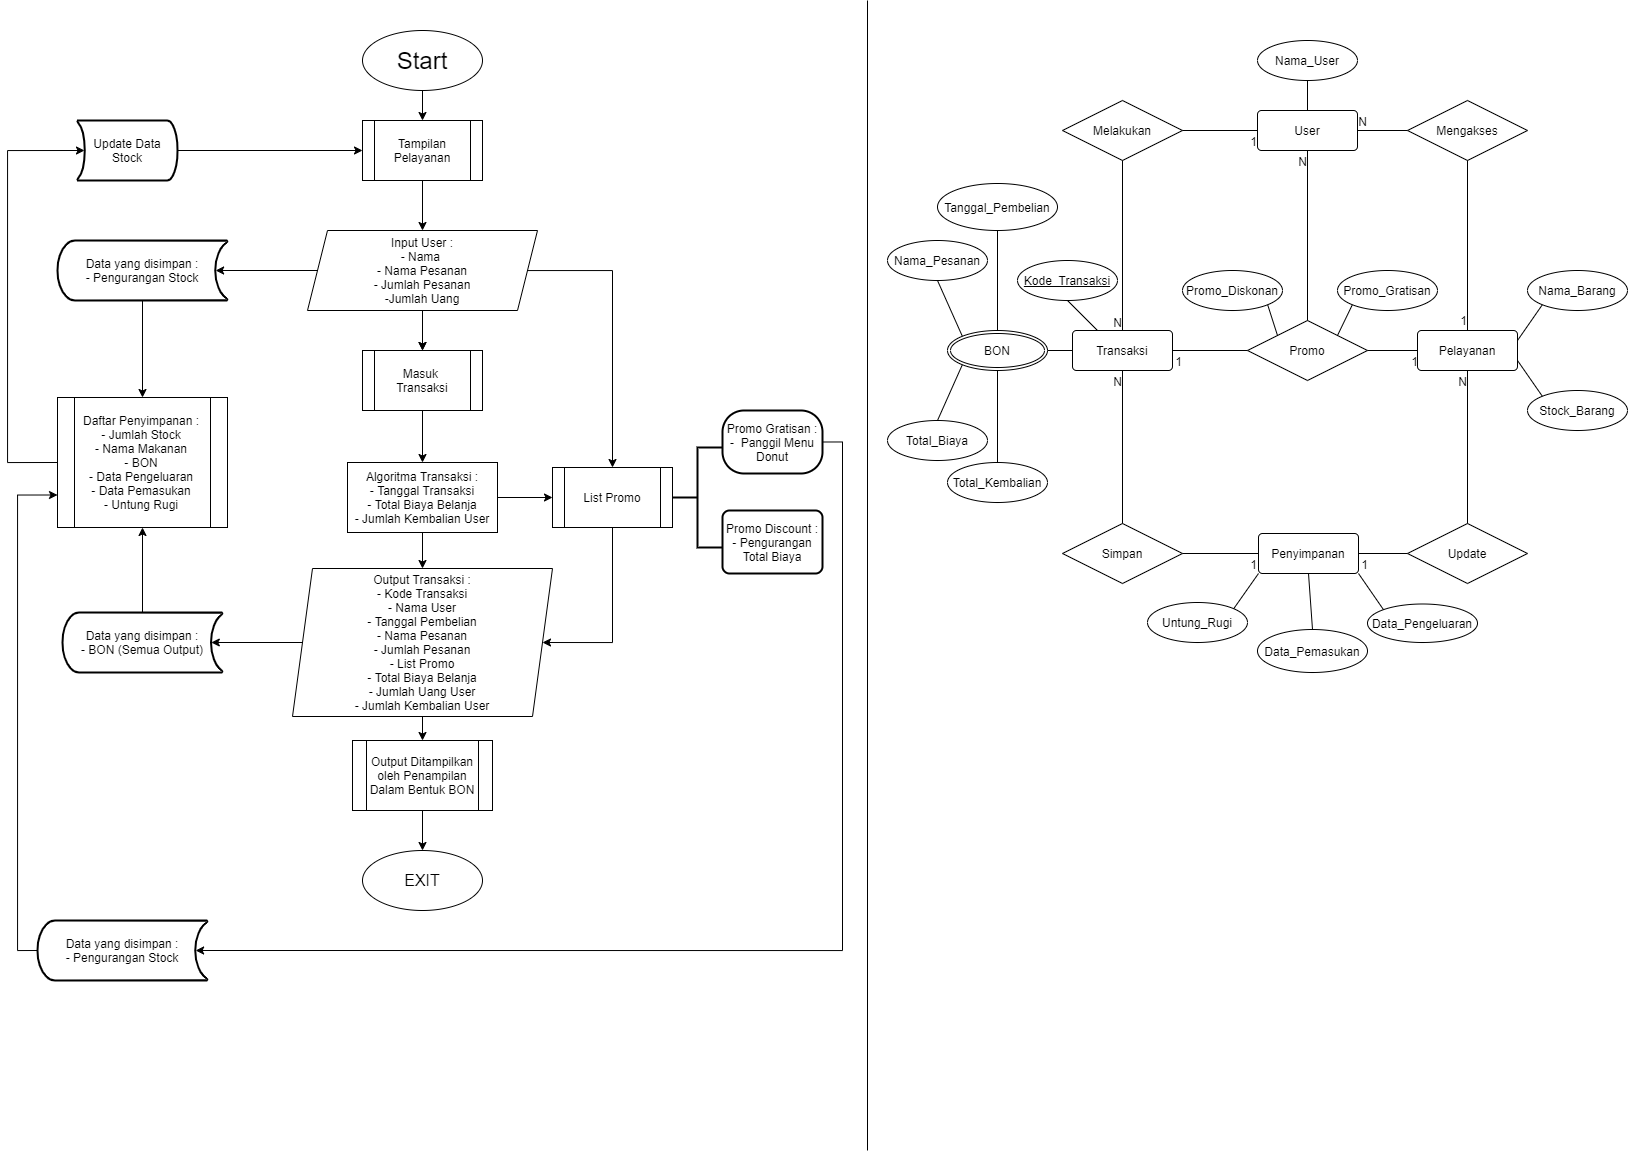 Start
Update Data
Stock
Tampilan
Pelayanan
Input User :
- Nama
- Nama Pesanan
- Jumlah Pesanan
-Jumlah Uang
Data yang disimpan :
- Pengurangan Stock
Masuk
Transaksi
Daftar Penyimpanan :
- Jumlah Stock
- Nama Makanan
- BON
- Data Pengeluaran
- Data Pemasukan
- Untung Rugi
Algoritma Transaksi :
- Tanggal Transaksi
- Total Biaya Belanja
- Jumlah Kembalian User
List Promo
Promo Gratisan :
- Panggil Menu
Donut
Promo Discount :
- Pengurangan
Total Biaya
Output Transaksi :
- Kode Transaksi
- Nama User
- Tanggal Pembelian
- Nama Pesanan
- Jumlah Pesanan
- List Promo
- Total Biaya Belanja
- Jumlah Uang User
- Jumlah Kembalian User
Data yang disimpan :
- BON (Semua Output)
Output Ditampilkan
oleh Penampilan
Dalam Bentuk BON
EXIT
Data yang disimpan :
- Pengurangan Stock
Nama_User
Melakukan
1
User
N
N
Mengakses
Tanggal_Pembelian
Nama_Pesanan
Kode_Transaksi
Promo_Diskonan
Promo_Gratisan
Nama_Barang
N
1
BON
Transaksi
1
Promo
1
Pelayanan
N
N
Stock_Barang
Total_Biaya
Total_Kembalian
Simpan
1
Penyimpanan
1
Update
Untung_Rugi
Data_Pengeluaran
Data_Pemasukan